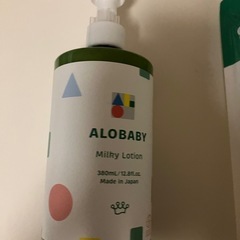 ALOBABY
Milky Lotion
380mL/12.8fl.oz.
Made in Japan